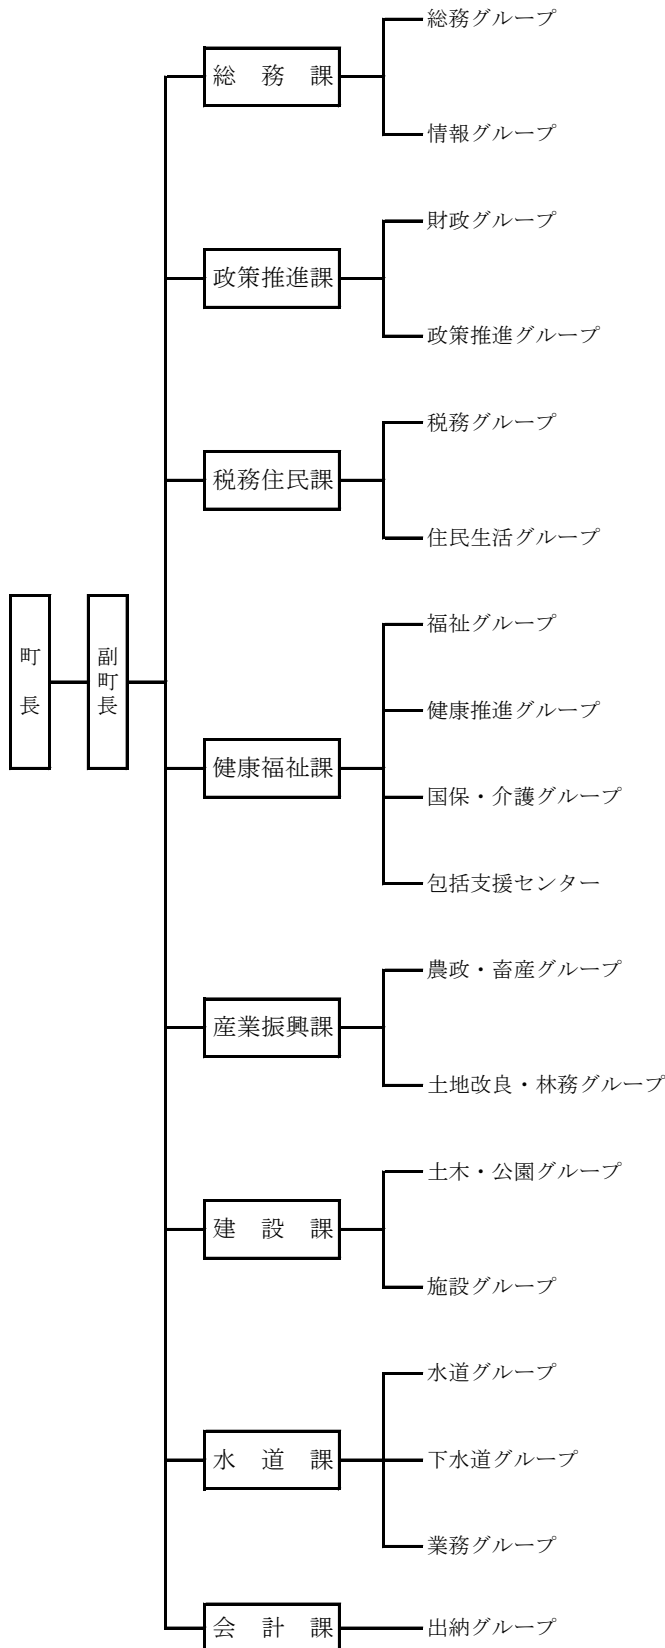 町長
副町長
総務課
総務グループ
情報グループ
政策推進課
財政グループ
政策推進グループ
税務住民課
税務グループ
住民生活グループ
健康福祉課
福祉グループ
健康推進グループ
国保・介護グループ
包括支援センター
産業振興課
農政・畜産グループ
土地改良・林務グループ
建設課
土木・公園グループ
施設グループ
水道課
水道グループ
下水道グループ
業務グループ
会計課
出納グループ